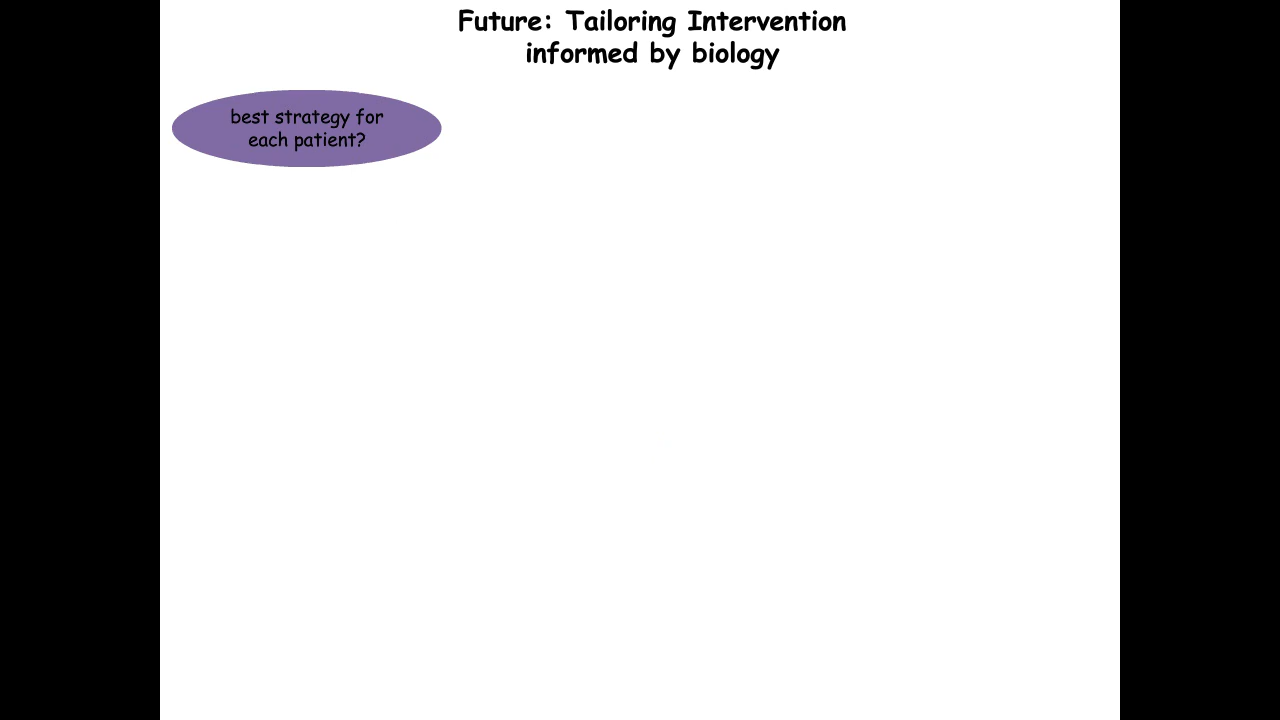 Future: Tailoring Intervention
informed by biology
best strategy for
each patient?